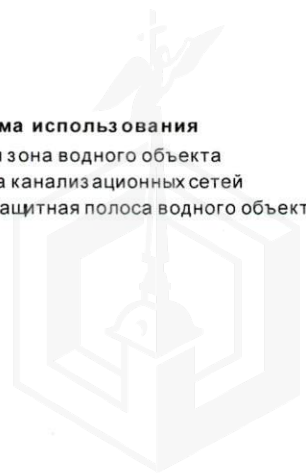 ма использования
зона водного объекта
а канализационных сетей
ащитная полоса водного объект